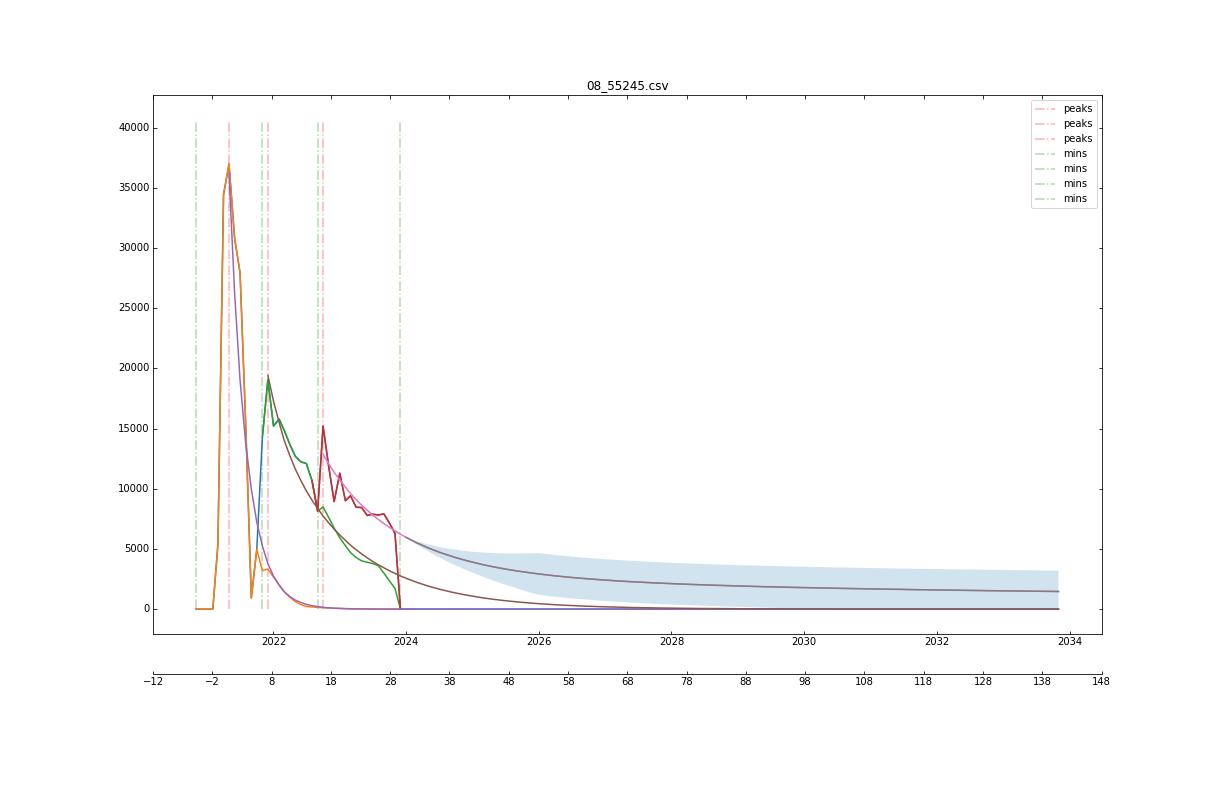 08_55245.csv
peaks
peaks
peaks
mins
mins
mins
mins
40000
35000
30000
25000
20000
15000
10000
5000
0
2022 2024 2026 2028 2030 2032 2034
−12 −2 8 18 28 38 48 58 68 78 88 98 108 118 128 138 148